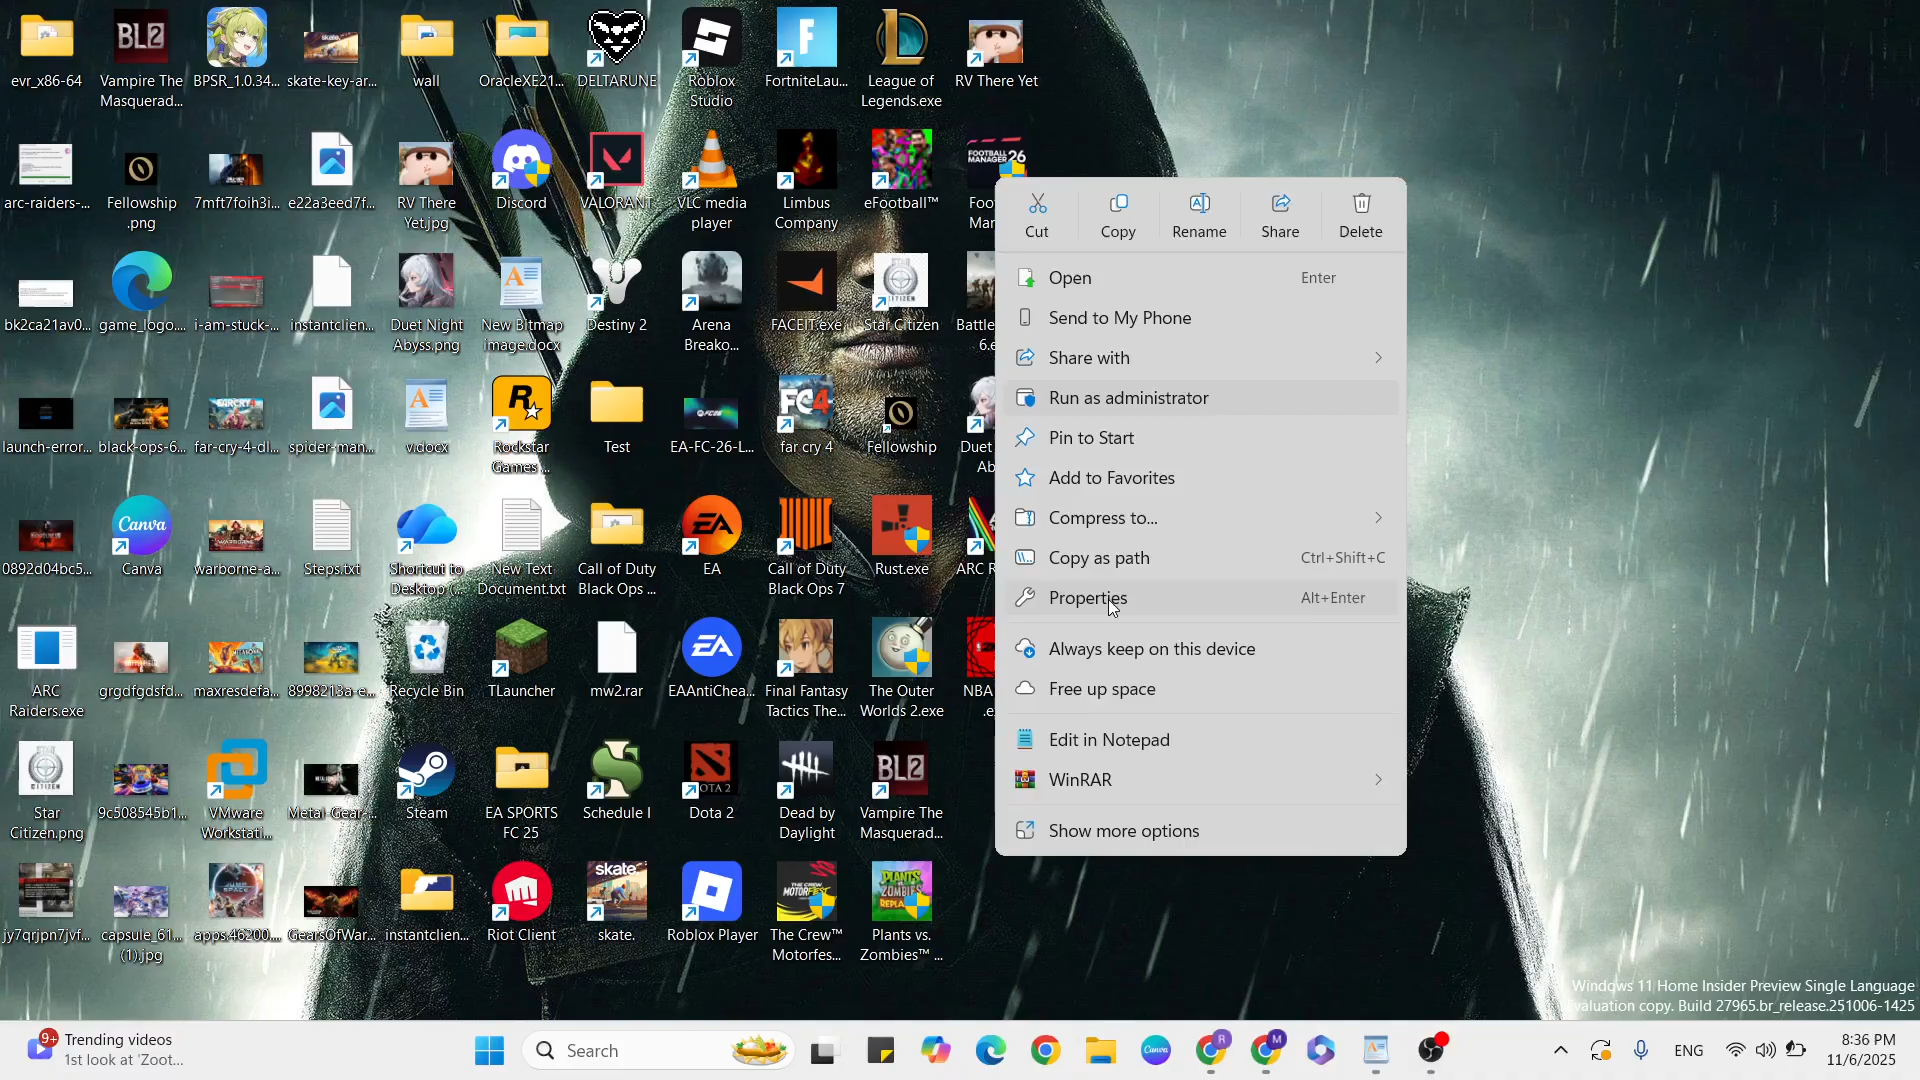 evr_x86-64
Vampire The
Masquerad...
BPSR_1.0.34...
skate-key-ar...
wall
OracleXE21...
DELTARUNE
Roblox
Studio
FortniteLau...
League of
Legends.exe
RV There Yet
arc-raiders-...
Fellowship
.png
7mft7foih3i...
e22a3eed7f...
RV There
Yet.jpg
Discord
VALORANT
VLC media
player
Limbus
Company
eFootball™
FOOTBALL
MANAGER 26
Foo
Mar
bk2ca21av0...
game_logo....
i-am-stuck-...
instantclien...
Duet Night
Abyss.png
New Bitmap
image.docx
Destiny 2
Arena
Breako...
FACEIT.exe
Star Citizen
Battle
6.e
launch-error...
black-ops-6...
far-cry-4-dl...
spider-man...
v.docx
Rockstar
Games ...
Test
EA-FC-26-L...
far cry 4
Fellowship
Duet
Ab
0892d04bc5...
Canva
warborne-a...
Steps.txt
Shortcut to
Desktop (...
New Text
Document.txt
Call of Duty
Black Ops ...
EA
Call of Duty
Black Ops 7
Rust.exe
ARC R
ARC
Raiders.exe
grgdfgdsfd...
maxresdefa...
8998213a-e...
Recycle Bin
TLauncher
mw2.rar
EAAntiChea...
Final Fantasy
Tactics The...
The Outer
Worlds 2.exe
NBA
.e
Star
Citizen.png
9c508545b1...
VMware
Workstati...
Metal-Gear-...
Steam
EA SPORTS
FC 25
Schedule I
Dota 2
Dead by
Daylight
Vampire The
Masquerad...
jy7qrjpn7jvf...
capsule_61...
(1).jpg
apps.46200....
GearsOfWar...
instantclien...
Riot Client
skate.
Roblox Player
The Crew™
Motorfes...
Plants vs.
Zombies™ ...
Cut
Copy
Rename
Share
Delete
Open Enter
Send to My Phone
Share with
Run as administrator
Pin to Start
Add to Favorites
Compress to...
Copy as path Ctrl+Shift+C
Properties Alt+Enter
Always keep on this device
Free up space
Edit in Notepad
WinRAR
Show more options
Windows 11 Home Insider Preview Single Language
valuation copy. Build 27965.br_release.251006-1425
9+
Trending videos
1st look at 'Zoot...
Search
ENG
8:36 PM
11/6/2025